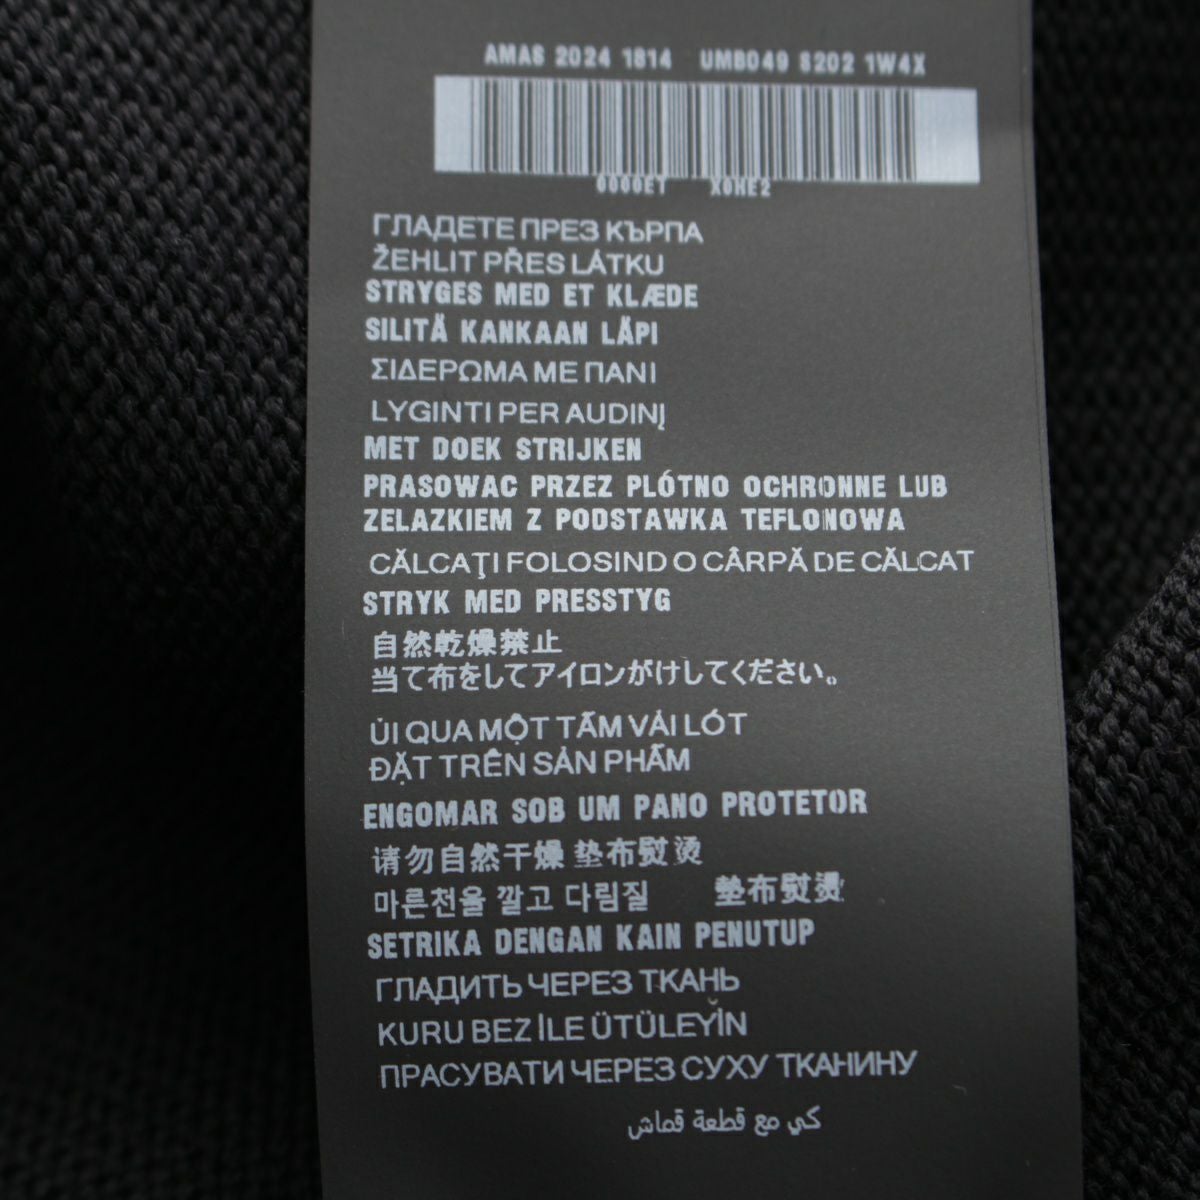 AMAS 2024 1814 UMB049 S202 1W4X
0000ET X0HE2
ГЛАДЕТЕ ПРЕЗ КЪРПА
ŽEHLIT PŘES LÁTKU
STRYGES MED ET KLÆDE
SILITÄ KANKAAN LÄPI
ΣΙΔΕΡΩΜΑ ΜΕ ΠΑΝΙ
LYGINTI PER AUDINĮ
MET DOEK STRIJKEN
PRASOWAC PRZEZ PLÓTNO OCHRONNE LUB
ZELAZKIEM Z PODSTAWKA TEFLONOWA
CĂLCAŢI FOLOSIND O CÂRPĂ DE CĂLCAT
STRYK MED PRESSTYG
自然乾燥禁止
当て布をしてアイロンがけしてください。
ỦI QUA MỘT TẤM VẢI LÓT
ĐẶT TRÊN SẢN PHẨM
ENGOMAR SOB UM PANO PROTETOR
请勿自然干燥 垫布熨烫
마른천을 깔고 다림질 墊布熨燙
SETRIKA DENGAN KAIN PENUTUP
ГЛАДИТЬ ЧЕРЕЗ ТКАНЬ
KURU BEZ İLE ÜTÜLEYİN
ПРАСУВАТИ ЧЕРЕЗ СУХУ ТКАНИНУ
كي مع قطعة قماش